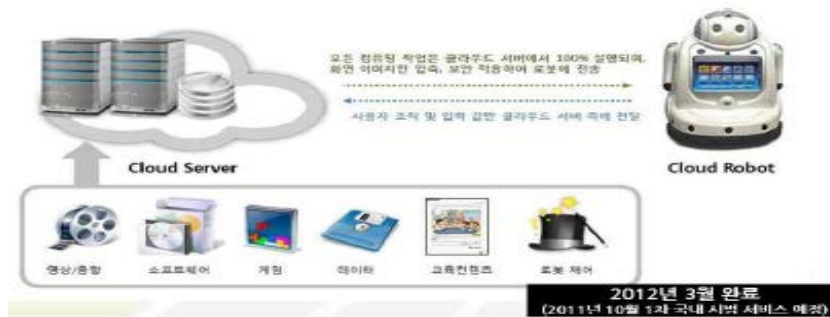 모든 컴퓨팅 작업은 클라우드 서버에서 100% 실행되며,
화면 이미지만 압축, 보안 적용하여 로봇에 전송
사용자 조작 및 입력 값만 클라우드 서버 측에 전달
Cloud Server
Cloud Robot
영상/음향
소프트웨어
게임
데이터
교육컨텐츠
로봇 제어
2012년 3월 완료
(2011년 10월 1차 국내 시범 서비스 예정)